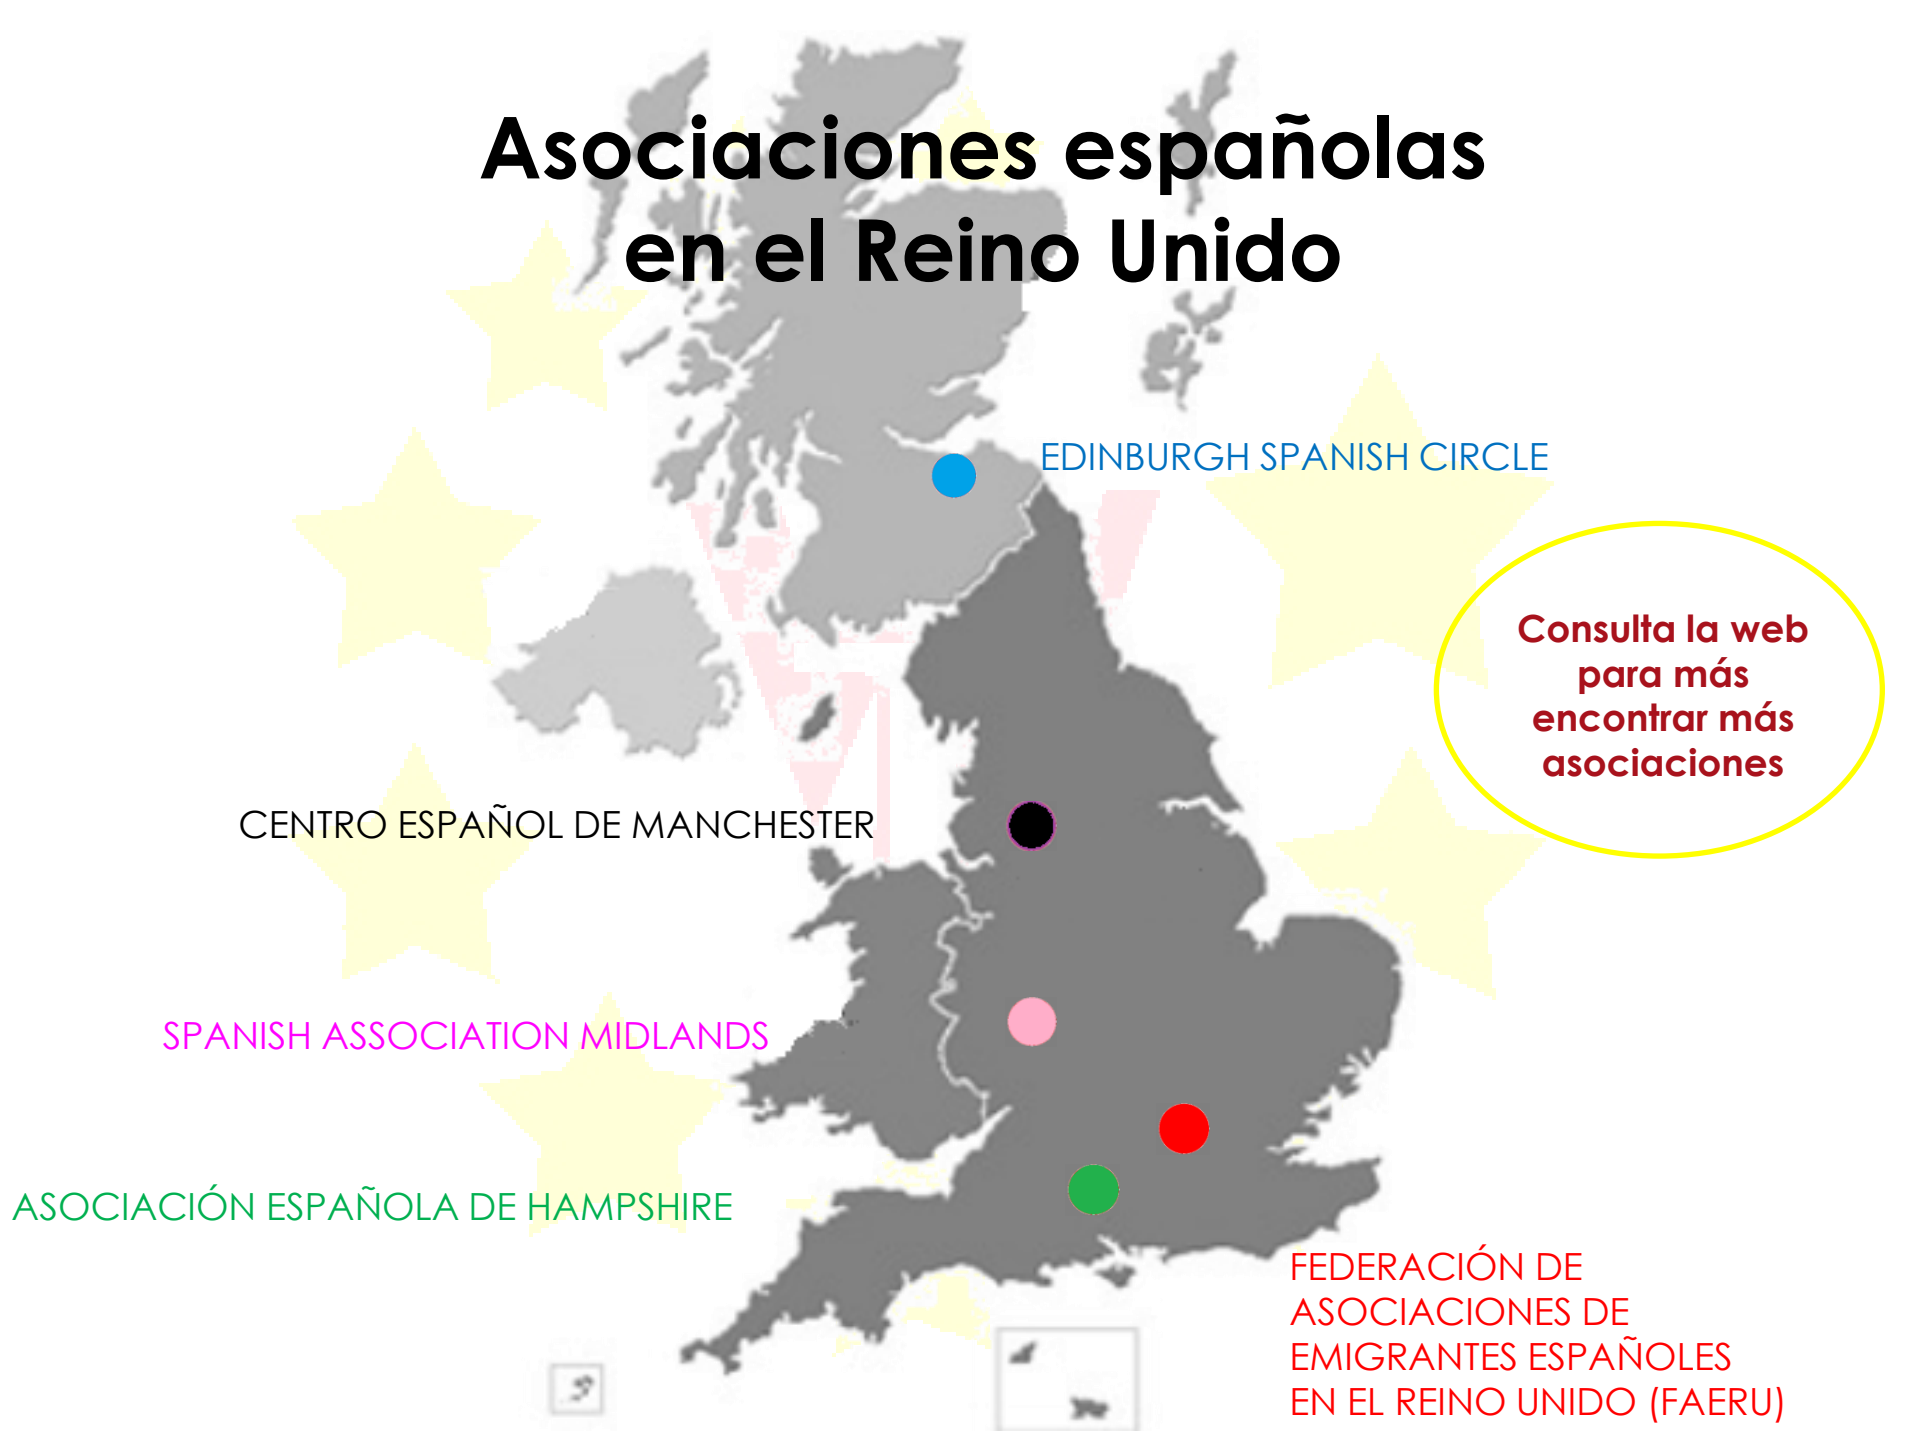 Asociaciones españolas
en el Reino Unido
EDINBURGH SPANISH CIRCLE
Consulta la web
para más
encontrar más
asociaciones
CENTRO ESPAÑOL DE MANCHESTER
SPANISH ASSOCIATION MIDLANDS
ASOCIACIÓN ESPAÑOLA DE HAMPSHIRE
FEDERACIÓN DE
ASOCIACIONES DE
EMIGRANTES ESPAÑOLES
EN EL REINO UNIDO (FAERU)